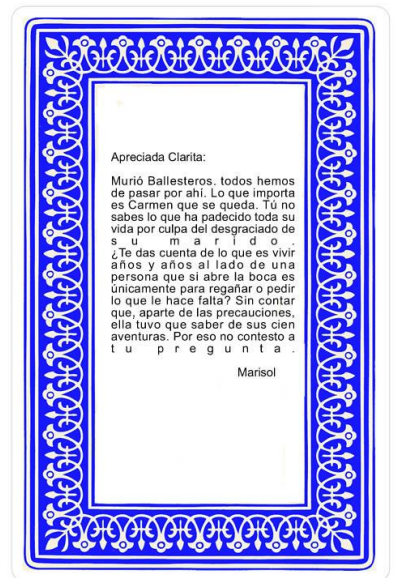 Apreciada Clarita:
Murió Ballesteros. todos hemos
de pasar por ahí. Lo que importa
es Carmen que se queda. Tú no
sabes lo que ha padecido toda su
vida por culpa del desgraciado de
su marido.
¿Te das cuenta de lo que es vivir
años y años al lado de una
persona que si abre la boca es
únicamente para regañar o pedir
lo que le hace falta? Sin contar
que, aparte de las precauciones,
ella tuvo que saber de sus cien
aventuras. Por eso no contesto a
tu pregunta.
Marisol